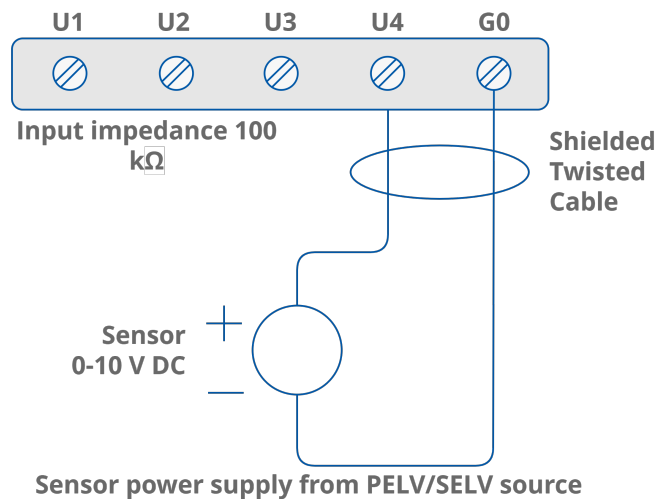 U1 U2 U3 U4 G0
Input impedance 100
kΩ
Shielded
Twisted
Cable
Sensor
0-10 V DC
Sensor power supply from PELV/SELV source